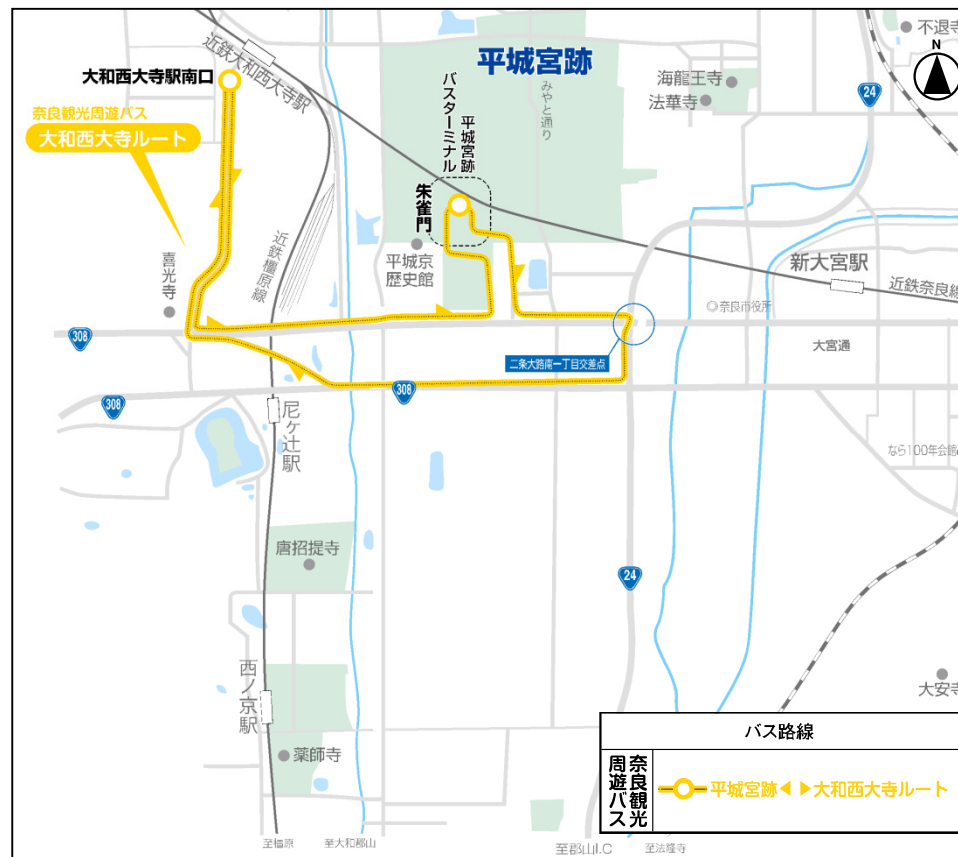 不退寺
N
平城宮跡
近鉄大和西大寺駅
大和西大寺駅南口
海龍王寺
法華寺
24
みやと通り
奈良観光周遊バス
大和西大寺ルート
平城宮跡
バスターミナル
朱雀門
平城京
歴史館
近鉄橿原線
喜光寺
新大宮駅
近鉄奈良線
奈良市役所
308
大宮通
二条大路南一丁目交差点
308
308
尼ヶ辻駅
なら100年会館
唐招提寺
24
西ノ京駅
大安寺
薬師寺
バス路線
奈良観光
周遊バス
平城宮跡◀ ▶大和西大寺ルート
至橿原
至大和郡山
至郡山I.C
至法隆寺